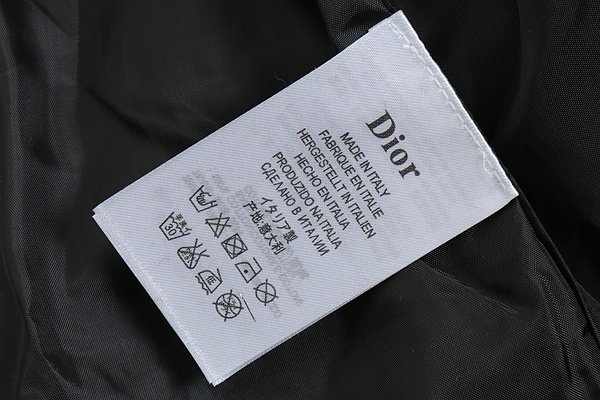 Dior
MADE IN ITALY
FABRIQUE EN ITALIE
HERGESTELLT IN ITALIEN
HECHO EN ITALIA
PRODUZIDO NA ITALIA
СДЕЛАНО В ИТАЛИИ
イタリア製
产地:意大利
30